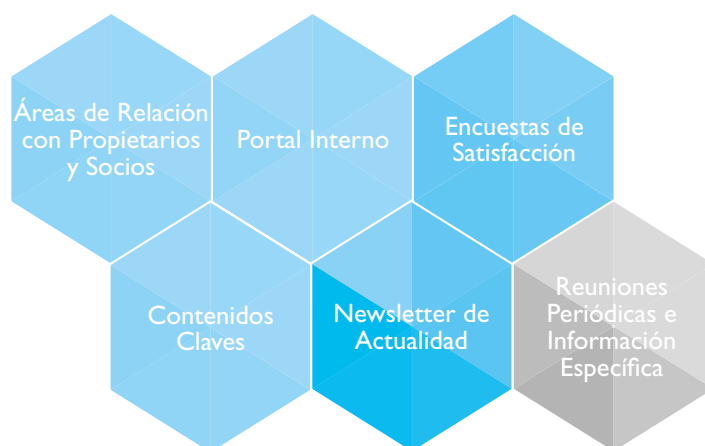 Áreas de Relación
con Propietarios
y Socios
Portal Interno
Encuestas de
Satisfacción
Contenidos
Claves
Newsletter de
Actualidad
Reuniones
Periódicas e
Información
Específica